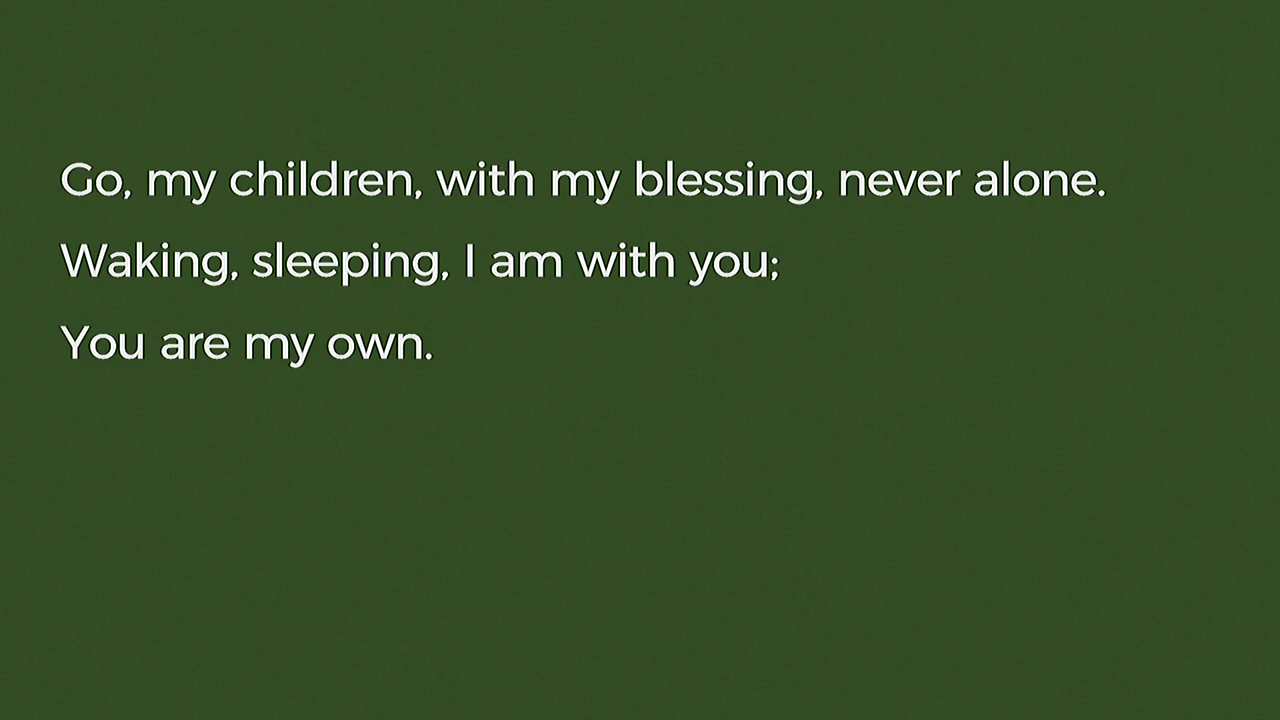 Go, my children, with my blessing, never alone.
Waking, sleeping, I am with you;
You are my own.